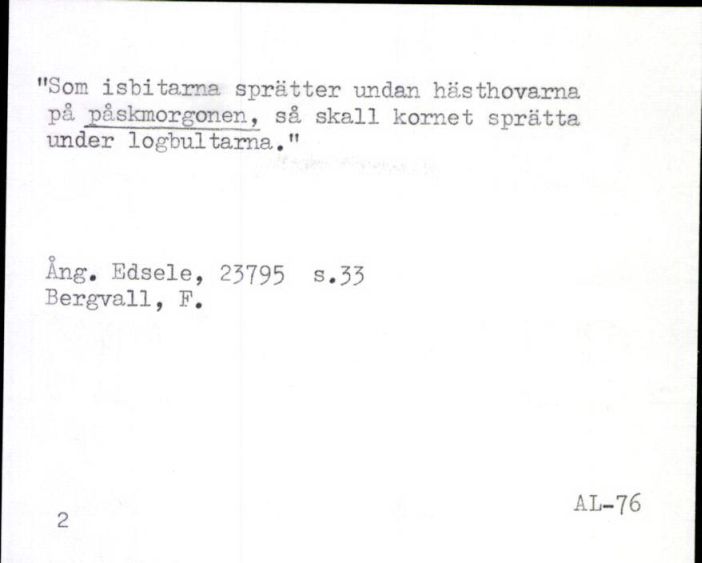 "Som isbitarna sprätter undan hästhovarna
på påskmorgonen, så skall kornet sprätta
under logbultarna."
Ång. Edsele, 23795 s.33
Bergvall, F.
AL-76
2